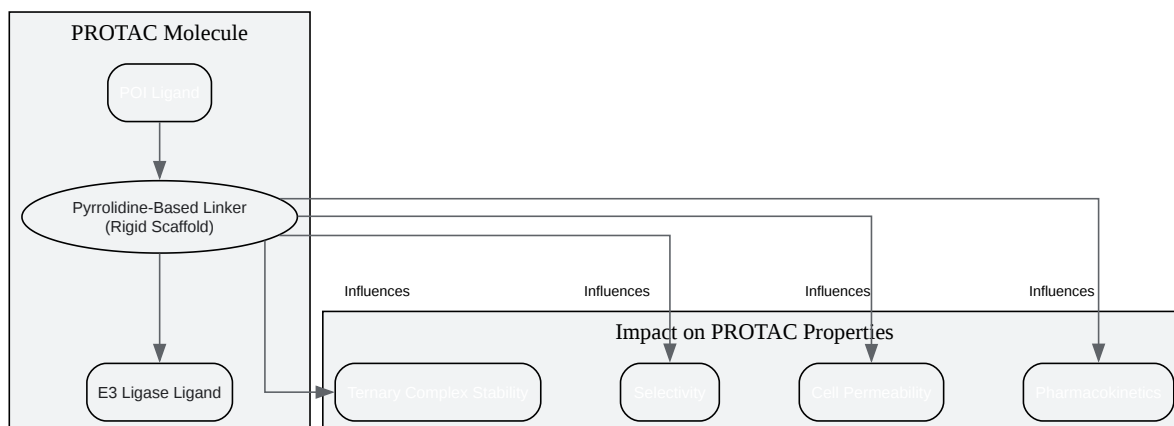 PROTAC Molecule
POI Ligand
Pyrrolidine-Based Linker
(Rigid Scaffold)
Influences
Influences
Influences
Influences
Impact on PROTAC Properties
E3 Ligase Ligand
Ternary Complex Stability
Selectivity
Cell Permeability
Pharmacokinetics